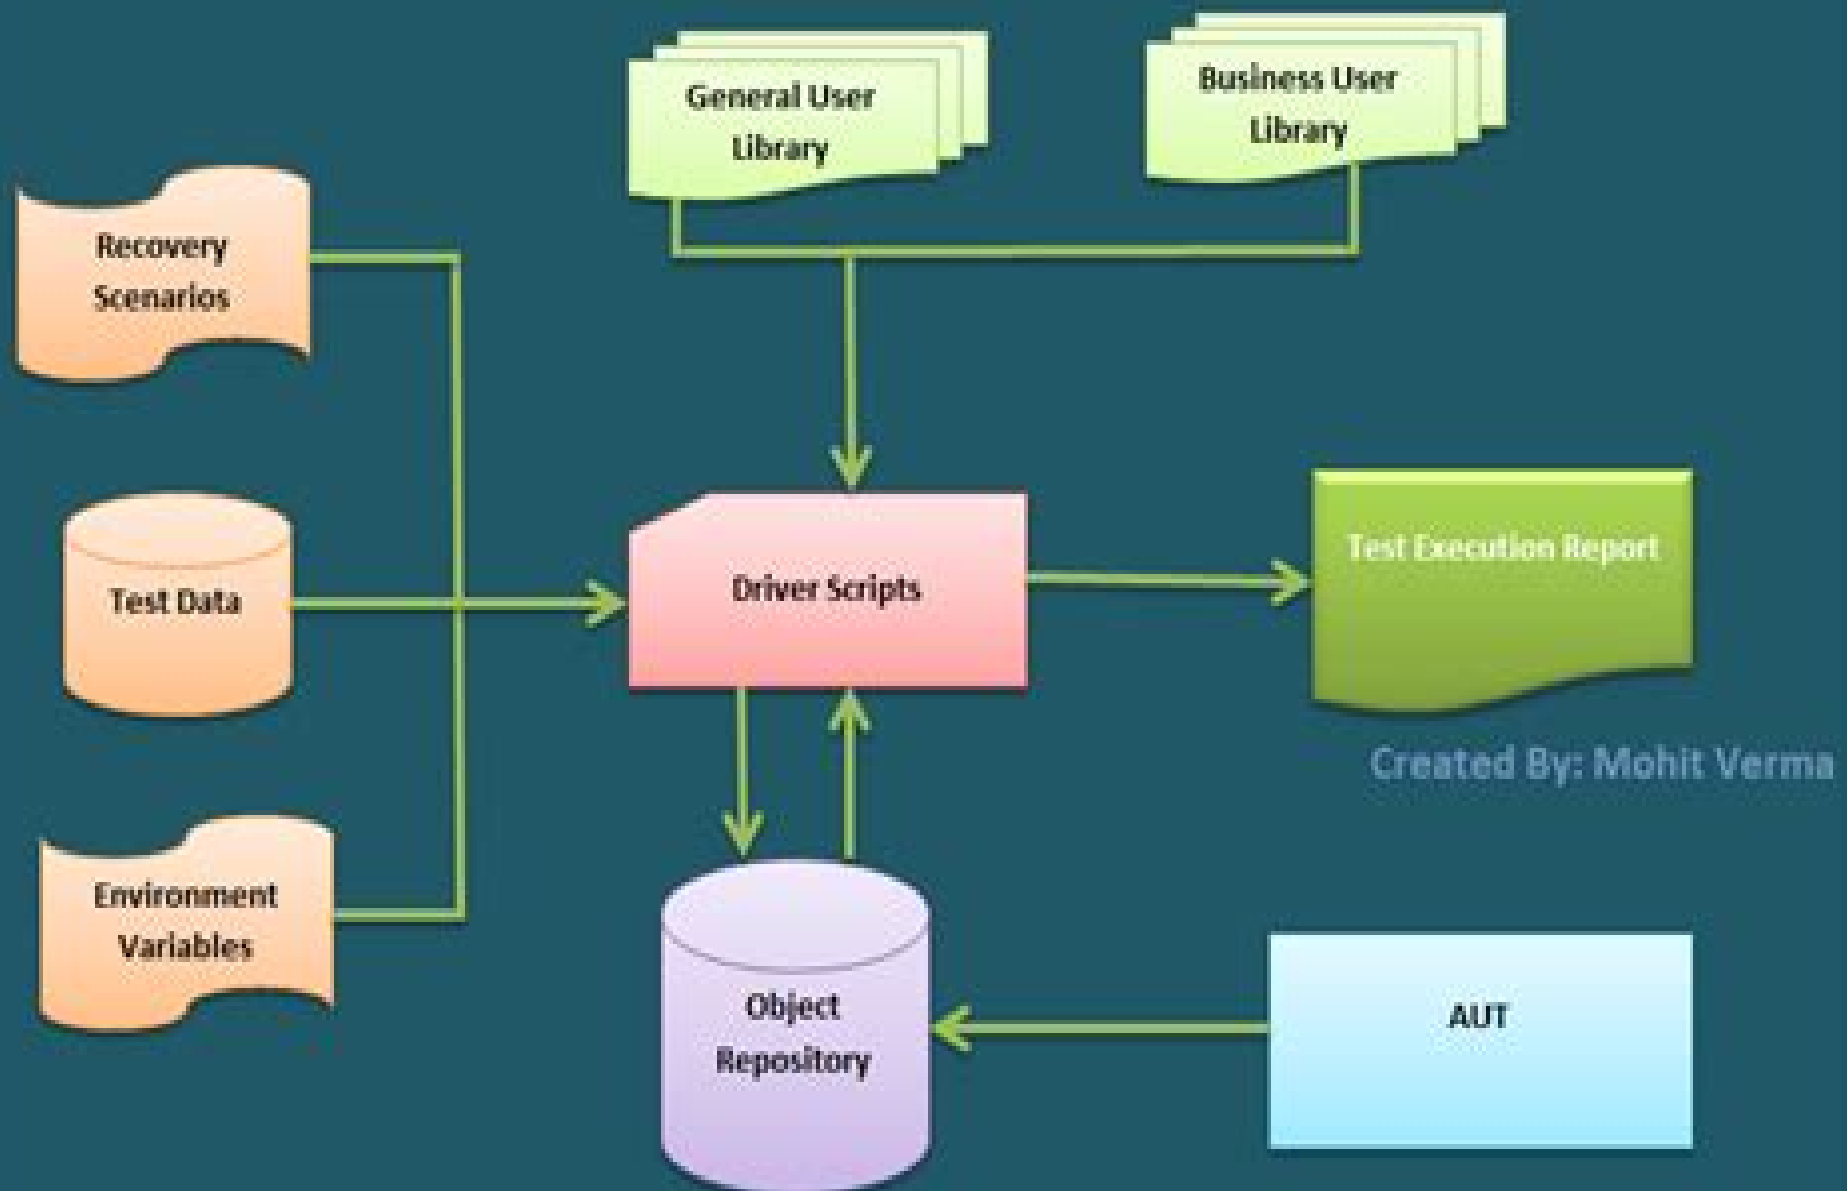 General User
Library
Business User
Library
Recovery
Scenarios
Test Data
Driver Scripts
Test Execution Report
Created By: Mohit Verma
Environment
Variables
Object
Repository
AUT